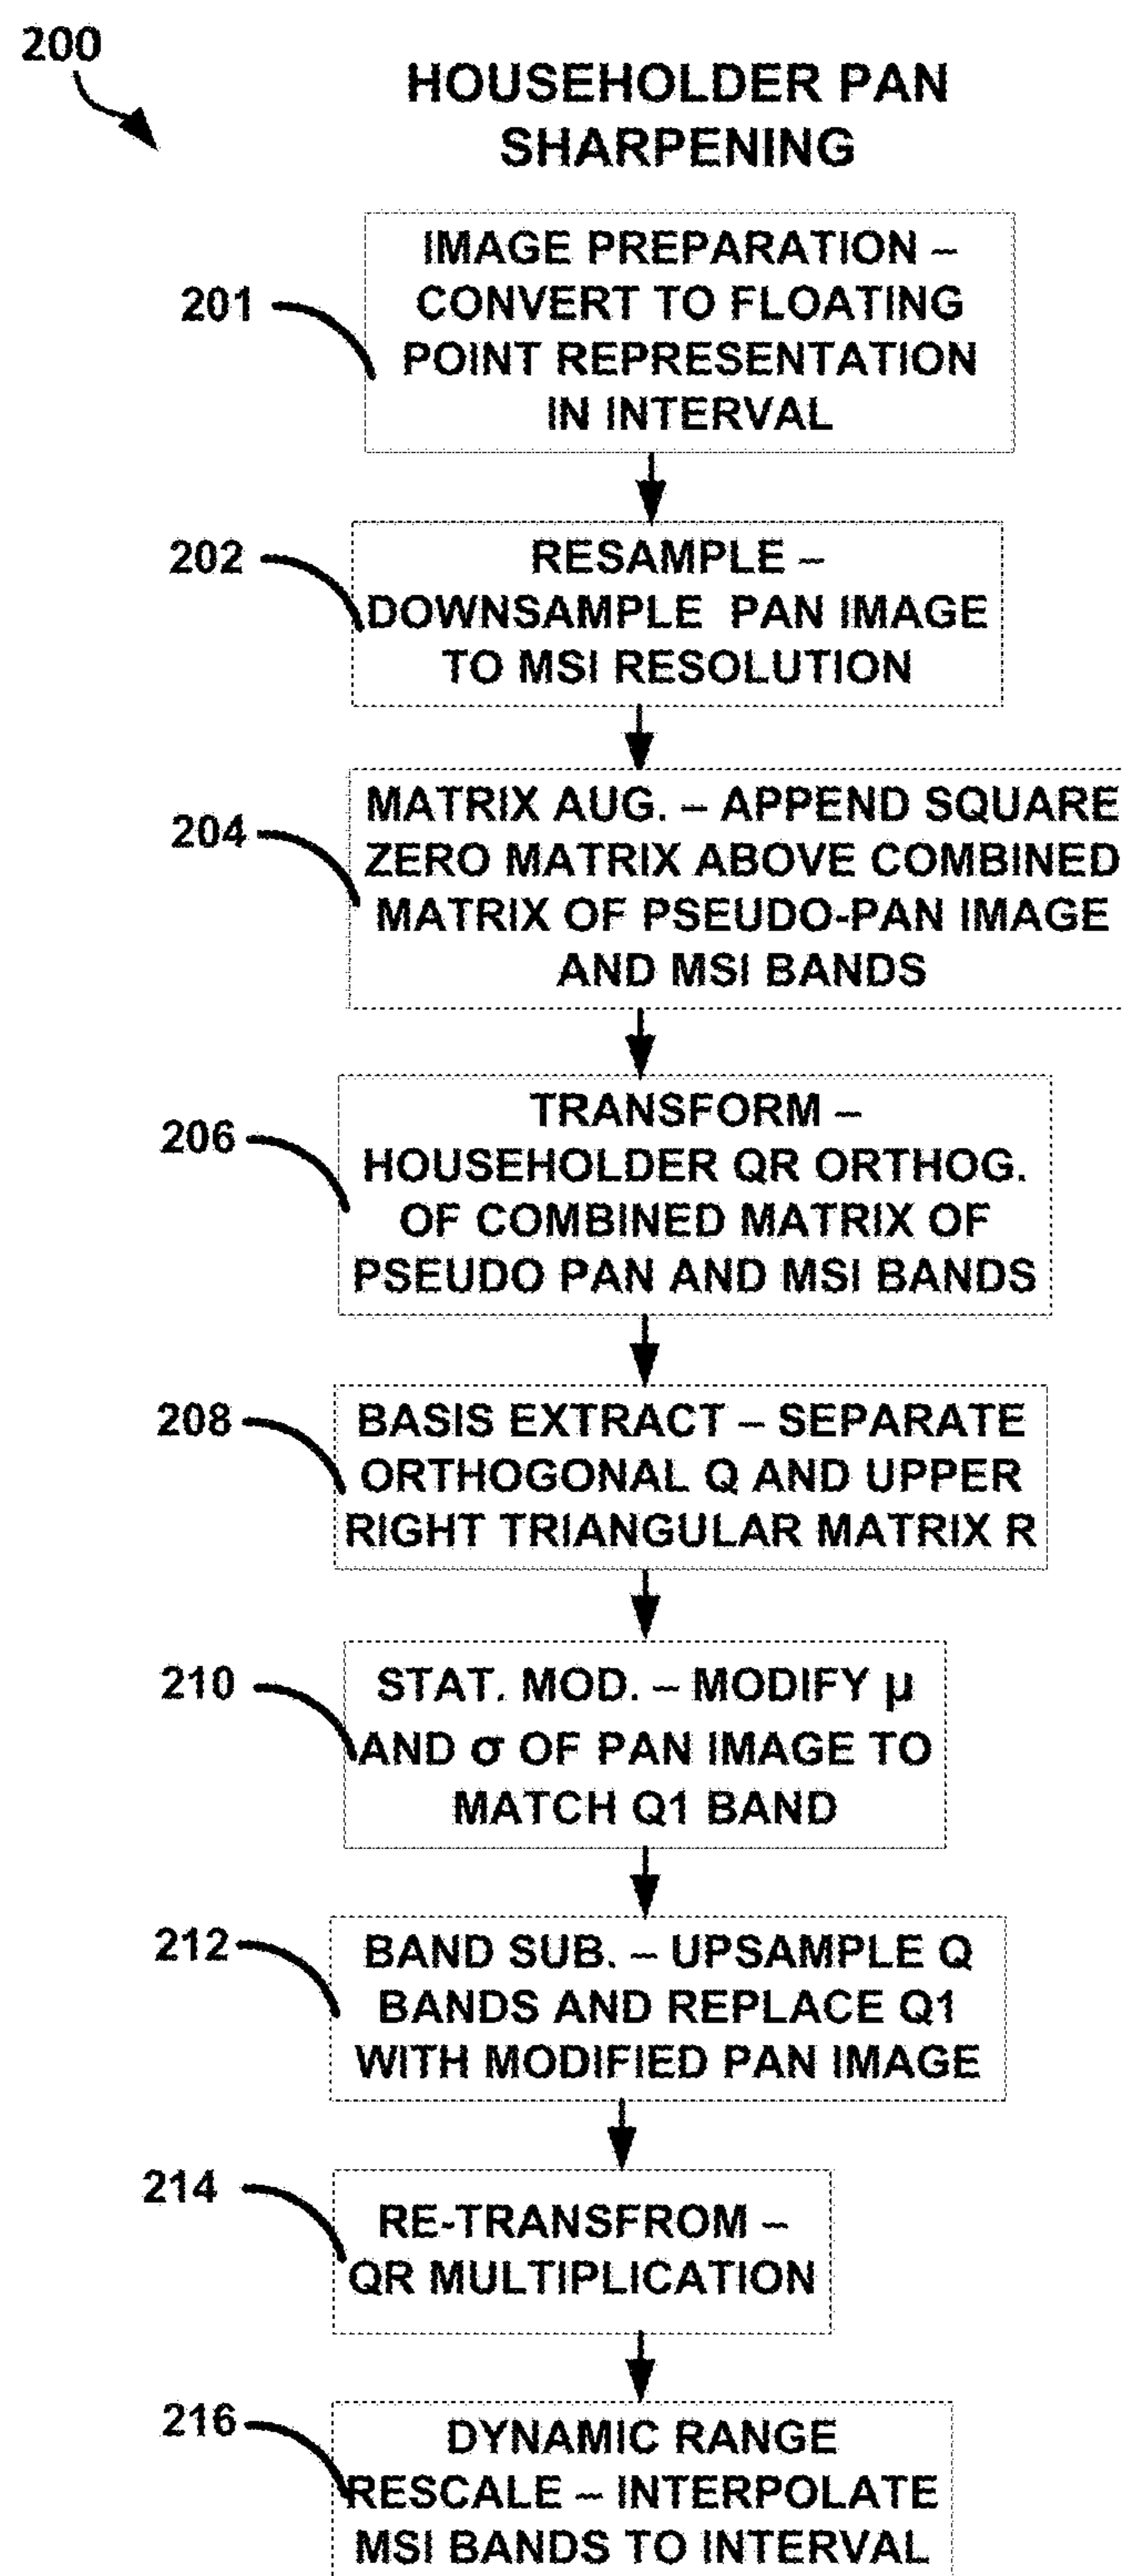 200
HOUSEHOLDER PAN
SHARPENING
201
IMAGE PREPARATION –
CONVERT TO FLOATING
POINT REPRESENTATION
IN INTERVAL
202
RESAMPLE –
DOWNSAMPLE PAN IMAGE
TO MSI RESOLUTION
204
MATRIX AUG. – APPEND SQUARE
ZERO MATRIX ABOVE COMBINED
MATRIX OF PSEUDO-PAN IMAGE
AND MSI BANDS
206
TRANSFORM –
HOUSEHOLDER QR ORTHOG.
OF COMBINED MATRIX OF
PSEUDO PAN AND MSI BANDS
208
BASIS EXTRACT – SEPARATE
ORTHOGONAL Q AND UPPER
RIGHT TRIANGULAR MATRIX R
210
STAT. MOD. – MODIFY μ
AND σ OF PAN IMAGE TO
MATCH Q1 BAND
212
BAND SUB. – UPSAMPLE Q
BANDS AND REPLACE Q1
WITH MODIFIED PAN IMAGE
214
RE-TRANSFROM –
QR MULTIPLICATION
216
DYNAMIC RANGE
RESCALE – INTERPOLATE
MSI BANDS TO INTERVAL